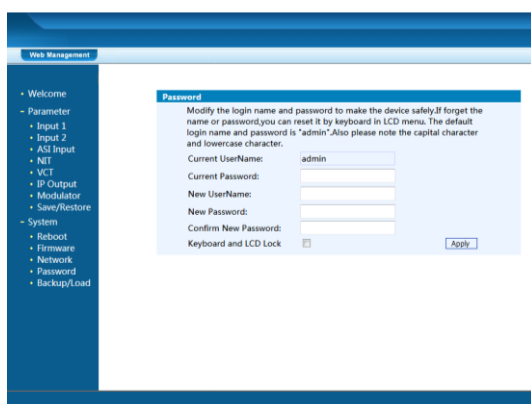 Web Management
Welcome
Parameter
Input 1
Input 2
ASI Input
NIT
VCT
IP Output
Modulator
Save/Restore
System
Reboot
Firmware
Network
Password
Backup/Load
Password
Modify the login name and password to make the device safely.If forget the
name or password,you can reset it by keyboard in LCD menu. The default
login name and password is "admin".Also please note the capital character
and lowercase character.
Current UserName: admin
Current Password:
New UserName:
New Password:
Confirm New Password:
Keyboard and LCD Lock Apply